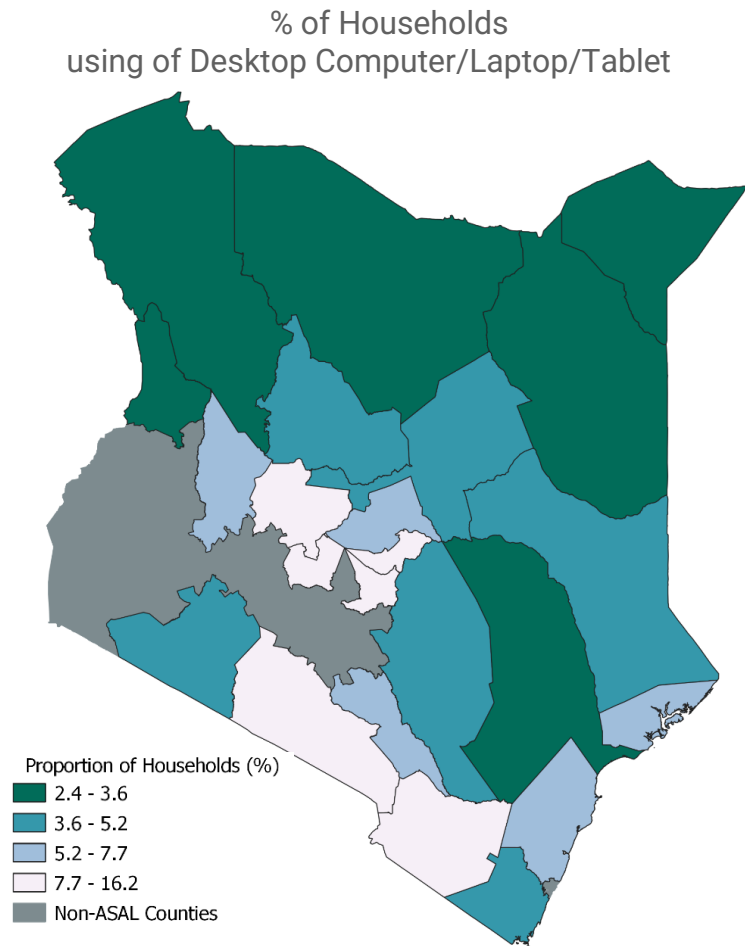 % of Households
using of Desktop Computer/Laptop/Tablet
Proportion of Households (%)
2.4 - 3.6
3.6 - 5.2
5.2 - 7.7
7.7 - 16.2
Non-ASAL Counties